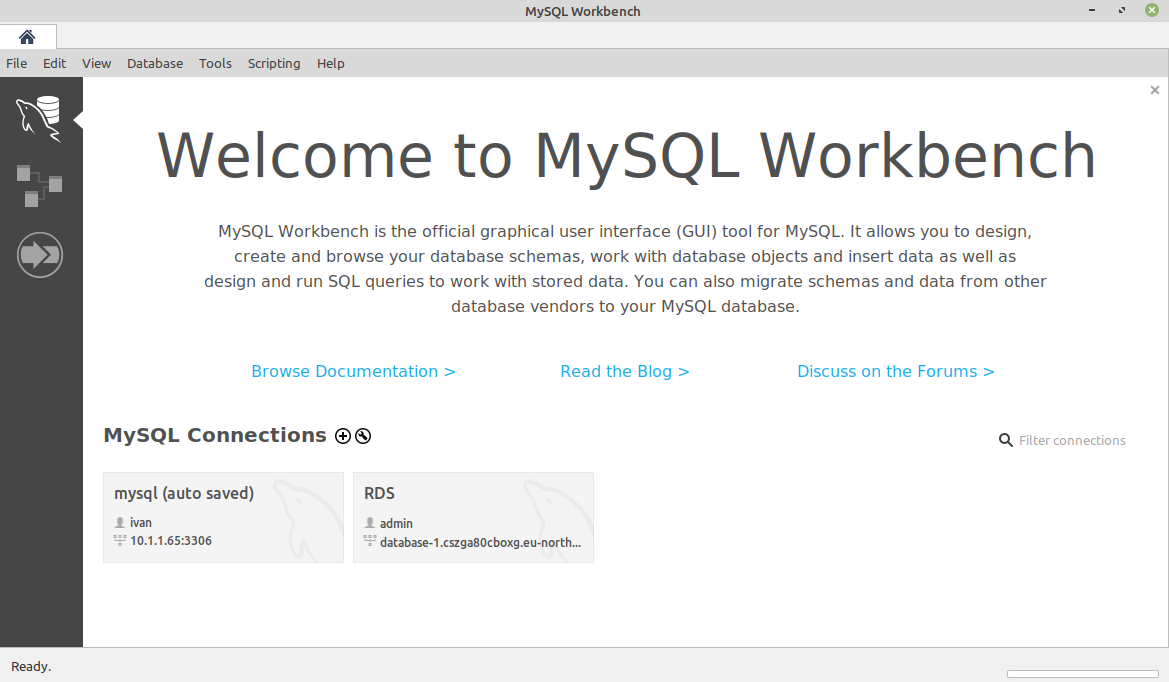 MySQL Workbench
File Edit View Database Tools Scripting Help
Welcome to MySQL Workbench
MySQL Workbench is the official graphical user interface (GUI) tool for MySQL. It allows you to design,
create and browse your database schemas, work with database objects and insert data as well as
design and run SQL queries to work with stored data. You can also migrate schemas and data from other
database vendors to your MySQL database.
Browse Documentation > Read the Blog > Discuss on the Forums >
MySQL Connections
Filter connections
mysql (auto saved)
ivan
10.1.1.65:3306
RDS
admin
database-1.cszga80cboxg.eu-north...
Ready.